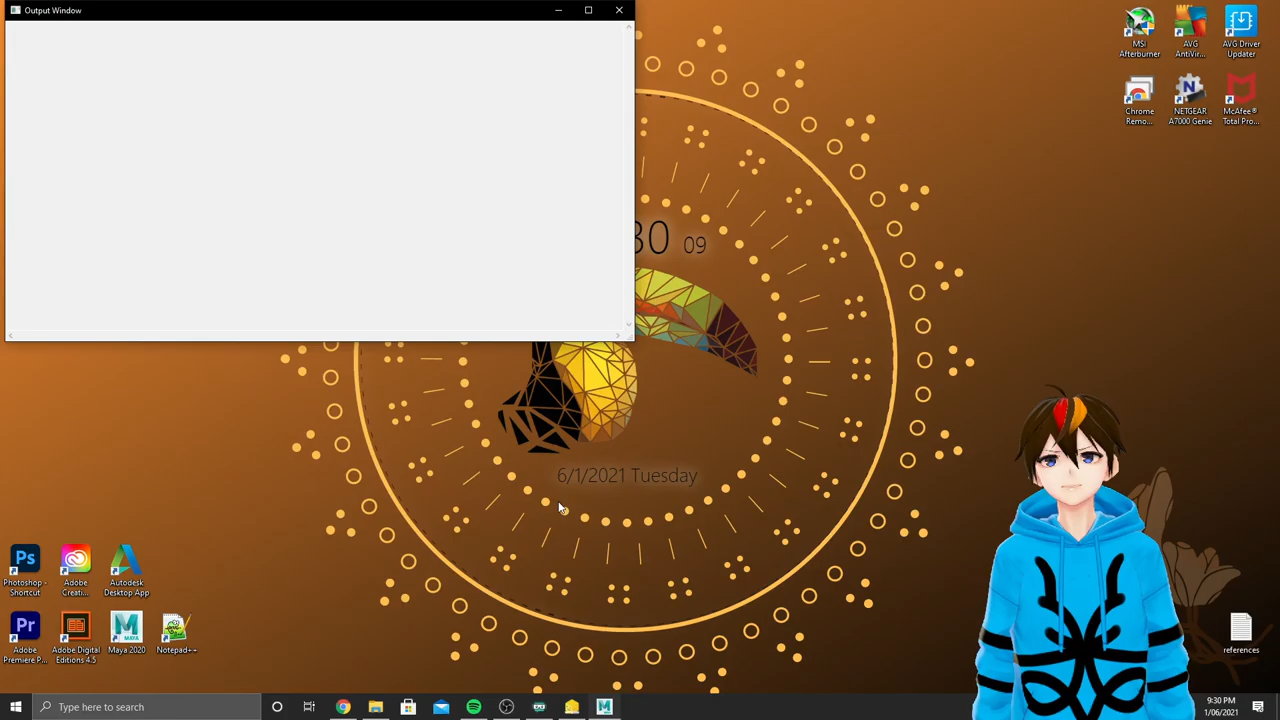 Output Window
MSI
Afterburner
AVG
AntiVir...
AVG Driver
Updater
Chrome
Remo...
NETGEAR
A7000 Genie
McAfee®
Total Pro...
30 09
6/1/2021 Tuesday
Photoshop -
Shortcut
Adobe
Creati...
Autodesk
Desktop App
Adobe
Premiere P...
Adobe Digital
Editions 4.5
Maya 2020
Notepad++
references
Type here to search
9:30 PM
1/06/2021